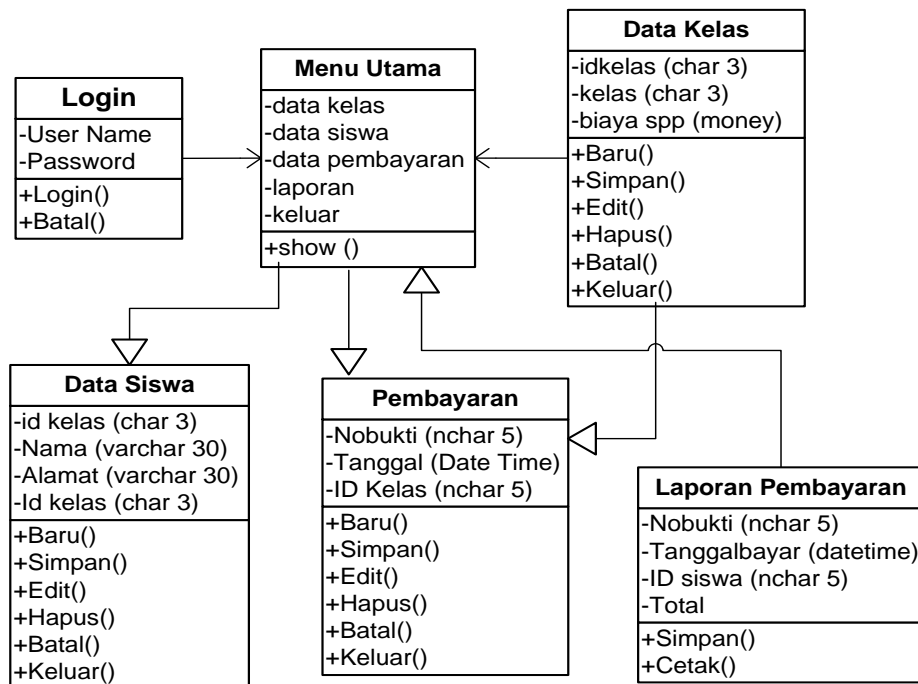 Login
-User Name
-Password
+Login()
+Batal()
Menu Utama
-data kelas
-data siswa
-data pembayaran
-laporan
-keluar
+show ()
Data Kelas
-idkelas (char 3)
-kelas (char 3)
-biaya spp (money)
+Baru()
+Simpan()
+Edit()
+Hapus()
+Batal()
+Keluar()
Data Siswa
-id kelas (char 3)
-Nama (varchar 30)
-Alamat (varchar 30)
-Id kelas (char 3)
+Baru()
+Simpan()
+Edit()
+Hapus()
+Batal()
+Keluar()
Pembayaran
-Nobukti (nchar 5)
-Tanggal (Date Time)
-ID Kelas (nchar 5)
+Baru()
+Simpan()
+Edit()
+Hapus()
+Batal()
+Keluar()
Laporan Pembayaran
-Nobukti (nchar 5)
-Tanggalbayar (datetime)
-ID siswa (nchar 5)
-Total
+Simpan()
+Cetak()